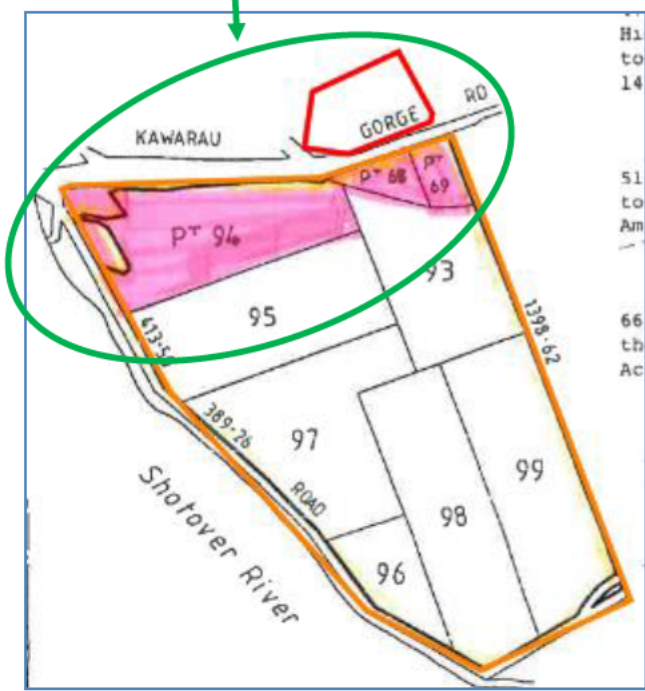 Hi
to
14
KAWARAU
GORGE RD
PT 68
PT 69
51
to
Am
PT 94
93
95
413·5
1398·62
66
th
Ac
389·26
97
ROAD
99
98
96
Shotover River